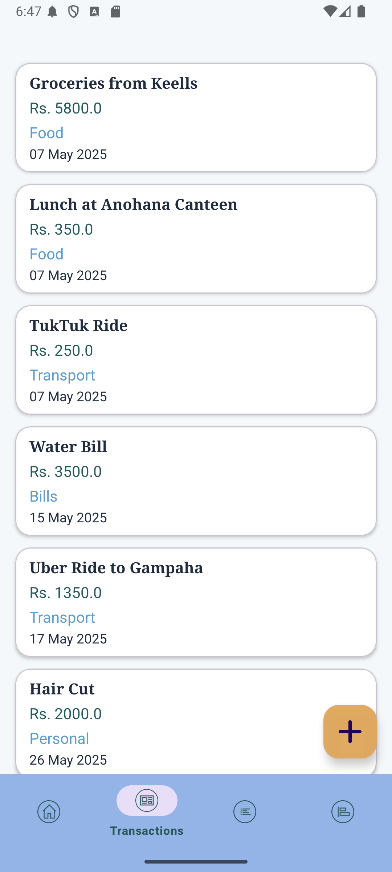 6:47
Groceries from Keells
Rs. 5800.0
Food
07 May 2025
Lunch at Anohana Canteen
Rs. 350.0
Food
07 May 2025
TukTuk Ride
Rs. 250.0
Transport
07 May 2025
Water Bill
Rs. 3500.0
Bills
15 May 2025
Uber Ride to Gampaha
Rs. 1350.0
Transport
17 May 2025
Hair Cut
Rs. 2000.0
Personal
26 May 2025
Transactions